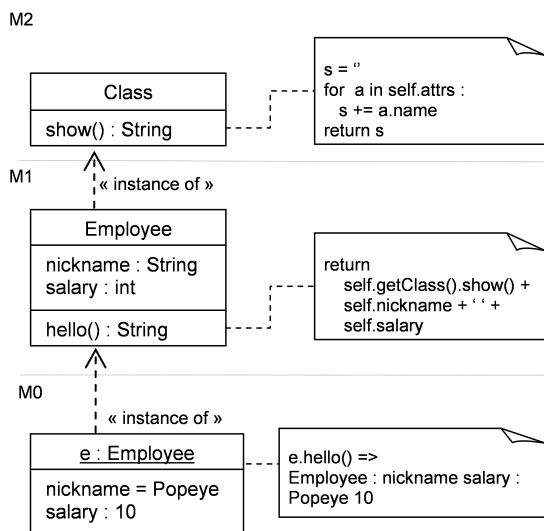 M2
Class
show() : String
s = ‘’
for a in self.attrs :
s += a.name
return s
M1
« instance of »
Employee
nickname : String
salary : int
hello() : String
return
self.getClass().show() +
self.nickname + ‘ ‘ +
self.salary
M0
« instance of »
e : Employee
nickname = Popeye
salary : 10
e.hello() =>
Employee : nickname salary :
Popeye 10